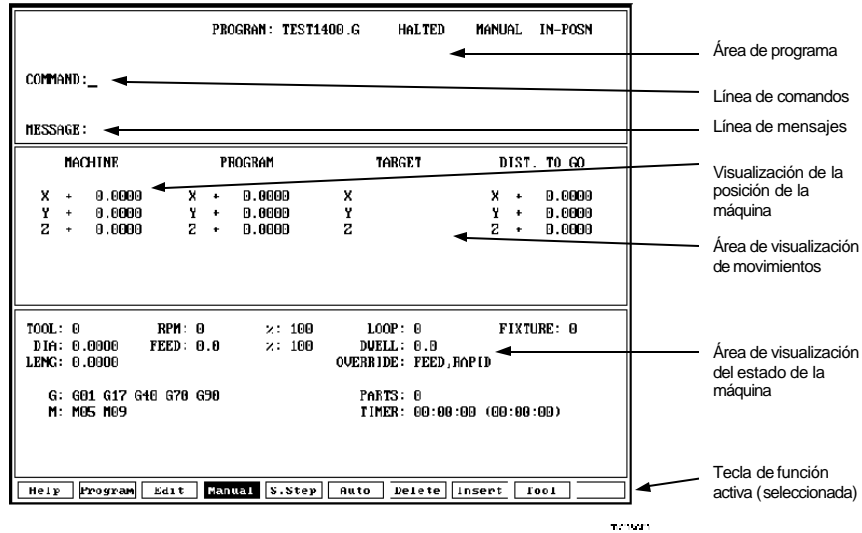 PROGRAM: TEST1400.G HALTED MANUAL IN-POSN
Área de programa
COMMAND:_
Línea de comandos
MESSAGE:
Línea de mensajes
MACHINE PROGRAM TARGET DIST. TO GO
X + 0.0000 X + 0.0000 X X + 0.0000
Y + 0.0000 Y + 0.0000 Y Y + 0.0000
Z + 0.0000 Z + 0.0000 Z Z + 0.0000
Visualización de la
posición de la
máquina
Área de visualización
de movimientos
TOOL: 0 RPM: 0 %: 100 LOOP: 0 FIXTURE: 0
DIA: 0.0000 FEED: 0.0 %: 100 DWELL: 0.0
LENG: 0.0000 OVERRIDE: FEED,RAPID
G: G01 G17 G40 G70 G90 PARTS: 0
M: M05 M09 TIMER: 00:00:00 (00:00:00)
Área de visualización
del estado de la
máquina
Help Program Edit Manual S.Step Auto Delete Insert Tool
Tecla de función
activa (seleccionada)